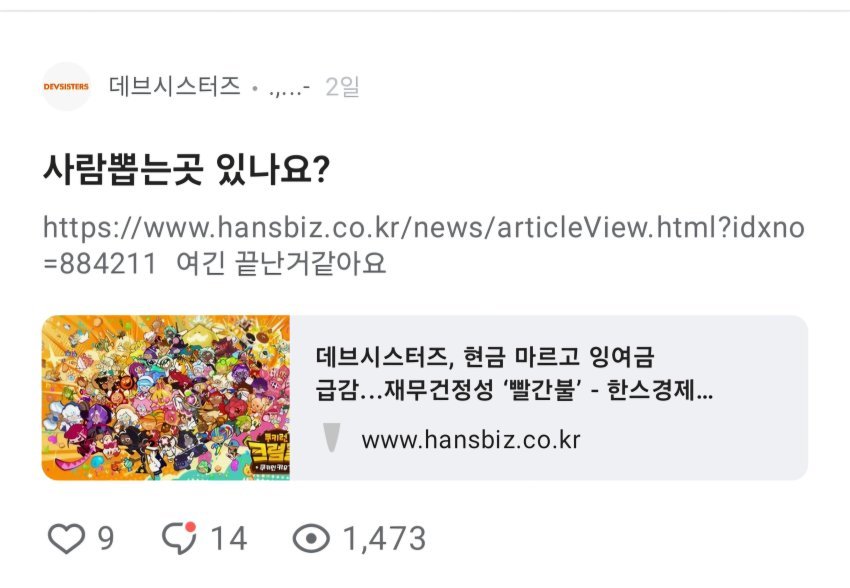 DEVSISTERS 데브시스터즈 · .,...- 2일
사람뽑는곳 있나요?
https://www.hansbiz.co.kr/news/articleView.html?idxno
=884211 여긴 끝난거같아요
데브시스터즈, 현금 마르고 잉여금
급감...재무건정성 ‘빨간불’ - 한스경제...
www.hansbiz.co.kr
9 14 1,473